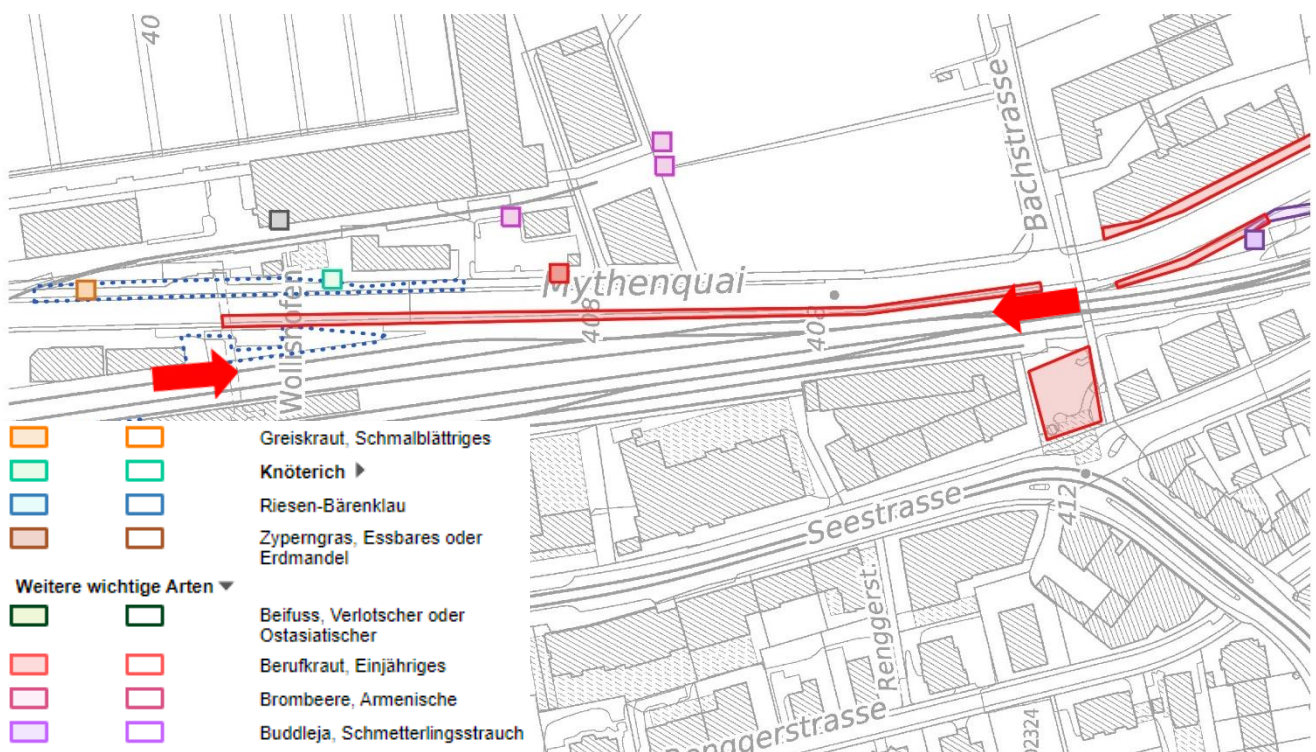 40
Bachstrasse
Mythenquai
408
408
Wollishofen
Seestrasse
412
Renggerst.
Renggerstrasse
02324
Greiskraut, Schmalblättriges
Knöterich
Riesen-Bärenklau
Zyperngras, Essbares oder
Erdmandel
Weitere wichtige Arten
Beifuss, Verlotscher oder
Ostasiatischer
Berufkraut, Einjähriges
Brombeere, Armenische
Buddleja, Schmetterlingsstrauch